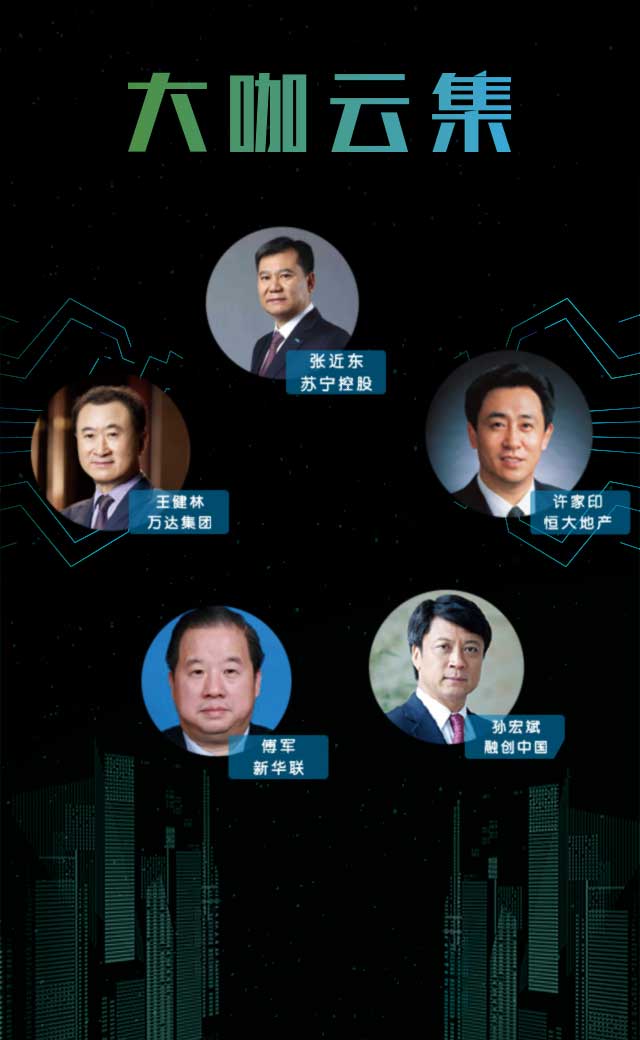 大咖云集
张近东
苏宁控股
王健林
万达集团
许家印
恒大地产
傅军
新华联
孙宏斌
融创中国